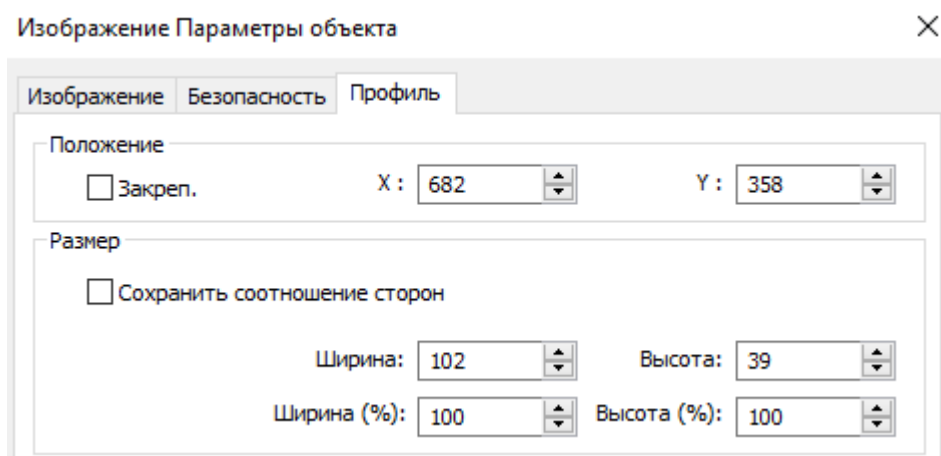 Изображение Параметры объекта
Изображение Безопасность Профиль
Положение
Закреп. X : 682 Y : 358
Размер
Сохранить соотношение сторон
Ширина: 102 Высота: 39
Ширина (%): 100 Высота (%): 100